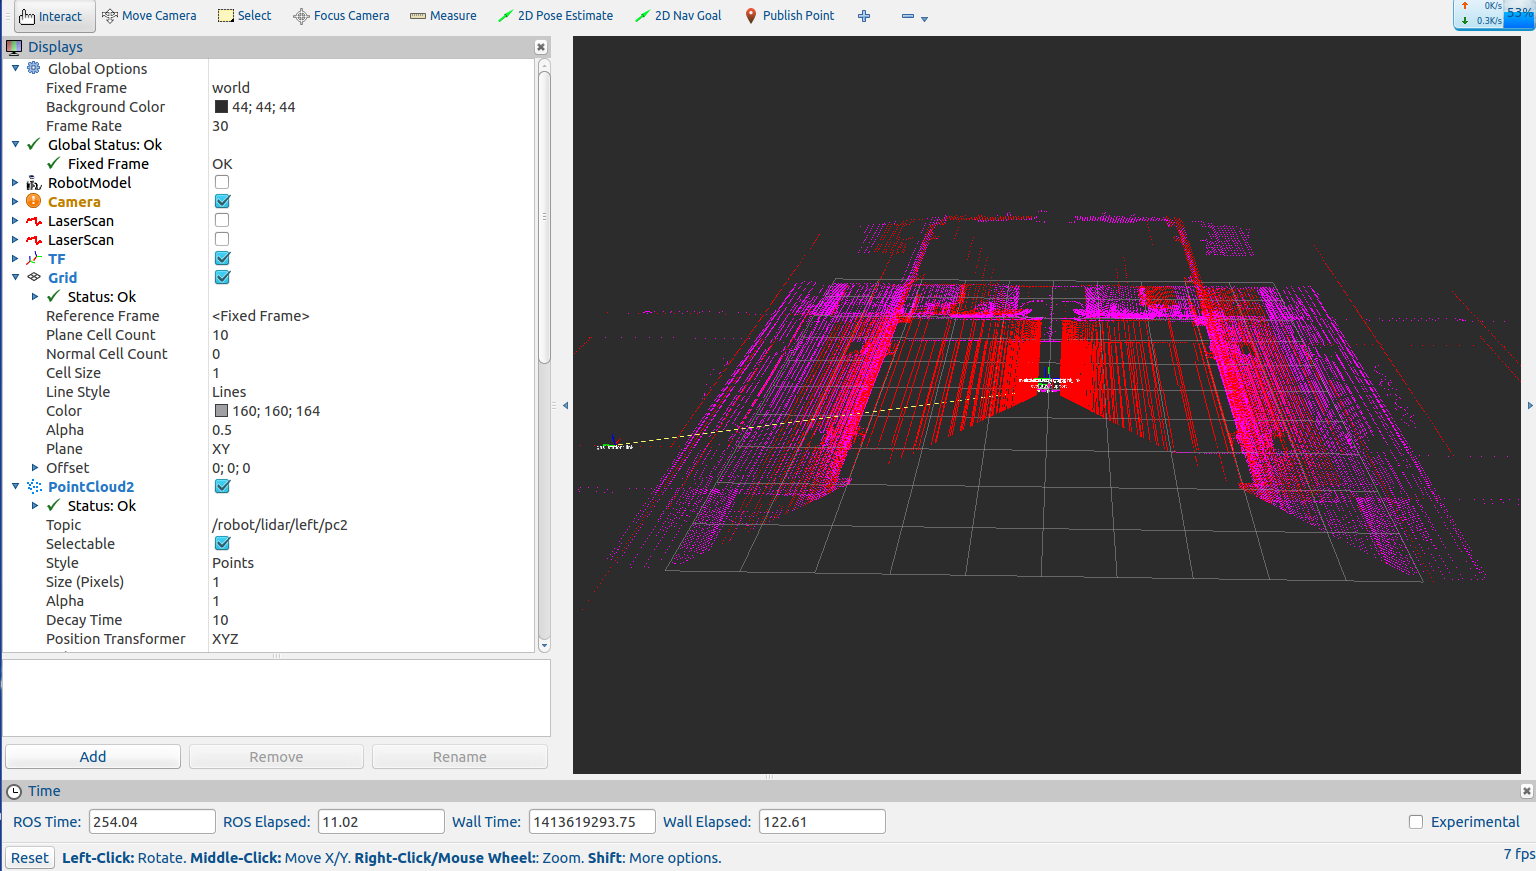 Interact Move Camera Select Focus Camera Measure 2D Pose Estimate 2D Nav Goal Publish Point
0K/s
0.3K/s
53%
Displays
Global Options
Fixed Frame world
Background Color 44; 44; 44
Frame Rate 30
Global Status: Ok
Fixed Frame OK
RobotModel
Camera
LaserScan
LaserScan
TF
Grid
Status: Ok
Reference Frame <Fixed Frame>
Plane Cell Count 10
Normal Cell Count 0
Cell Size 1
Line Style Lines
Color 160; 160; 164
Alpha 0.5
Plane XY
Offset 0; 0; 0
PointCloud2
Status: Ok
Topic /robot/lidar/left/pc2
Selectable
Style Points
Size (Pixels) 1
Alpha 1
Decay Time 10
Position Transformer XYZ
Add Remove Rename
Time
ROS Time: 254.04 ROS Elapsed: 11.02 Wall Time: 1413619293.75 Wall Elapsed: 122.61 Experimental
Reset Left-Click: Rotate. Middle-Click: Move X/Y. Right-Click/Mouse Wheel:: Zoom. Shift: More options. 7 fps